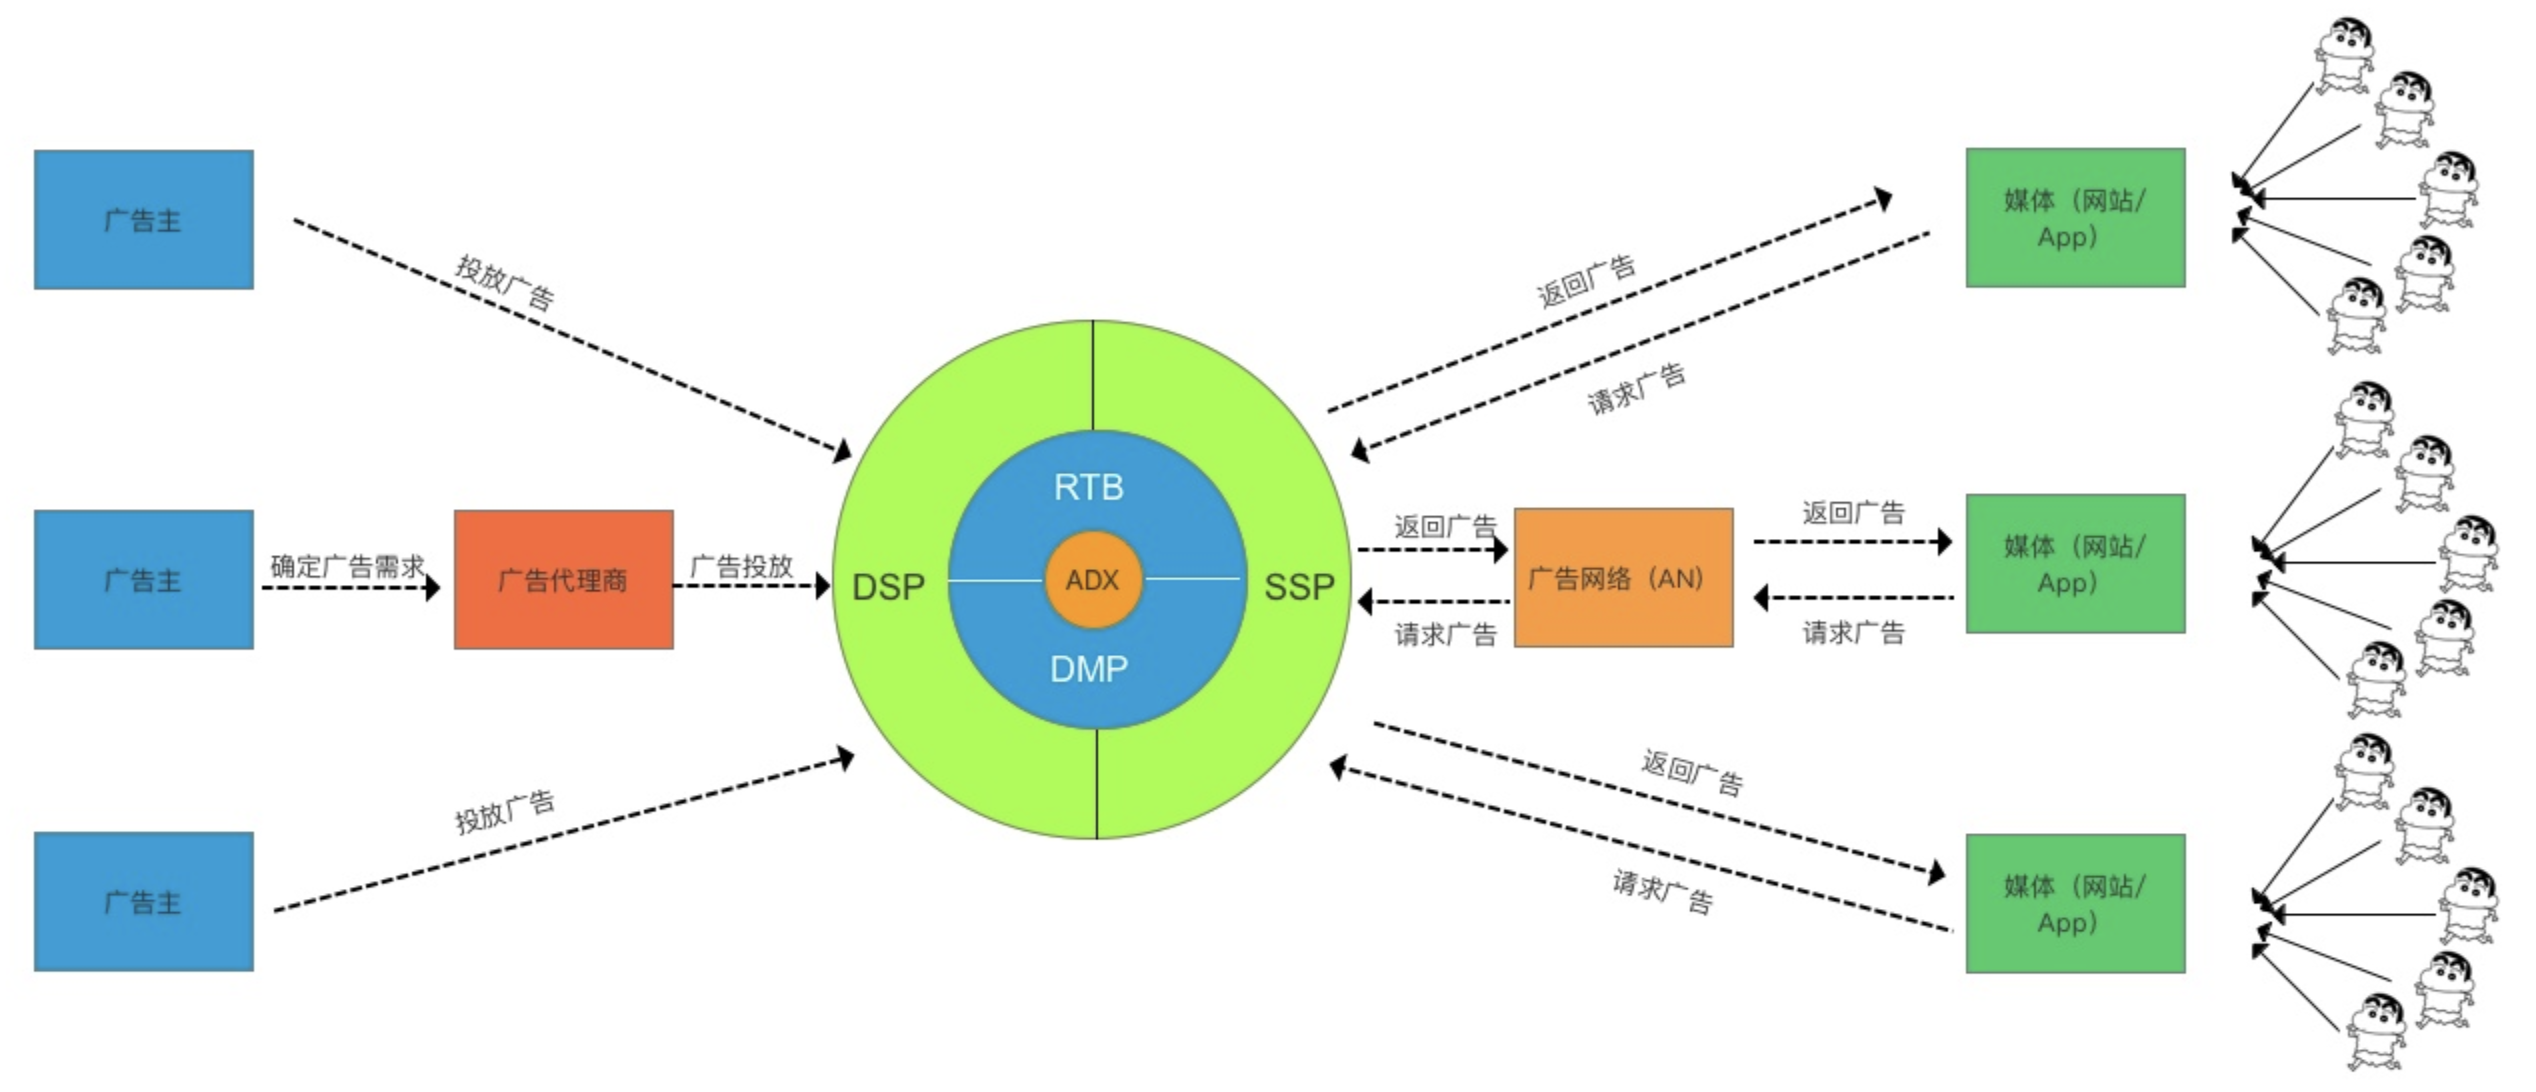 广告主
投放广告
返回广告
请求广告
媒体（网站/
App）
广告主
确定广告需求
广告代理商
广告投放
DSP
RTB
ADX
DMP
SSP
返回广告
请求广告
广告网络（AN）
返回广告
请求广告
媒体（网站/
App）
广告主
投放广告
返回广告
请求广告
媒体（网站/
App）